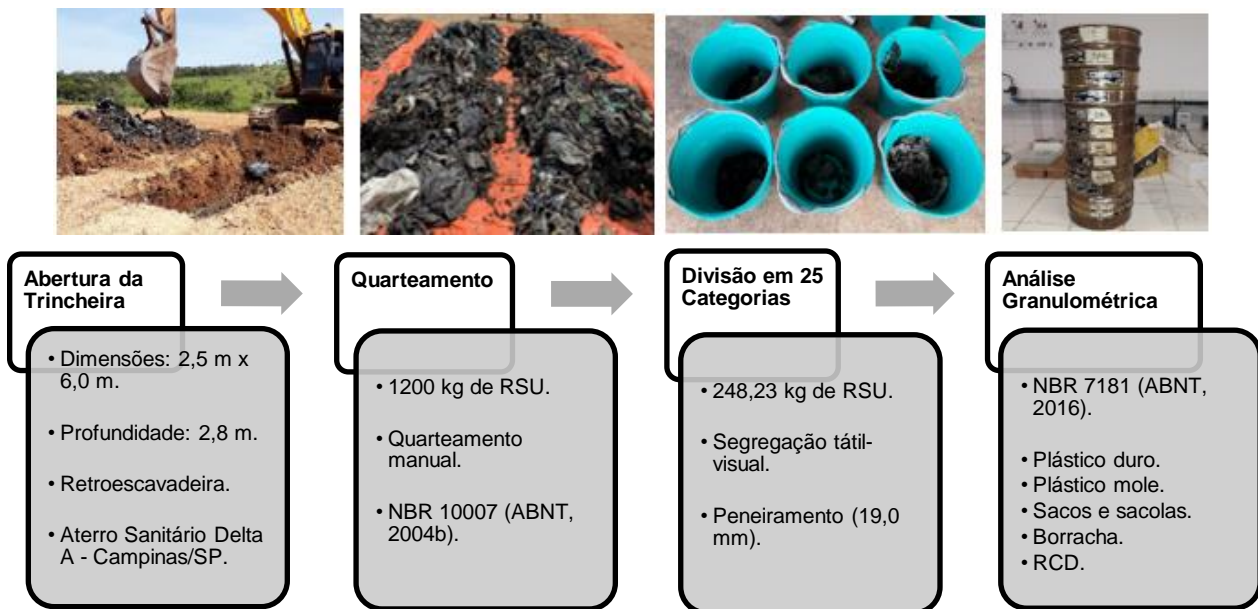 Abertura da
Trincheira
• Dimensões: 2,5 m x
6,0 m.
• Profundidade: 2,8 m.
• Retroescavadeira.
• Aterro Sanitário Delta
A - Campinas/SP.
Quarteamento
• 1200 kg de RSU.
• Quarteamento
manual.
• NBR 10007 (ABNT,
2004b).
Divisão em 25
Categorias
• 248,23 kg de RSU.
• Segregação tátil-
visual.
• Peneiramento (19,0
mm).
Análise
Granulométrica
• NBR 7181 (ABNT,
2016).
• Plástico duro.
• Plástico mole.
• Sacos e sacolas.
• Borracha.
• RCD.